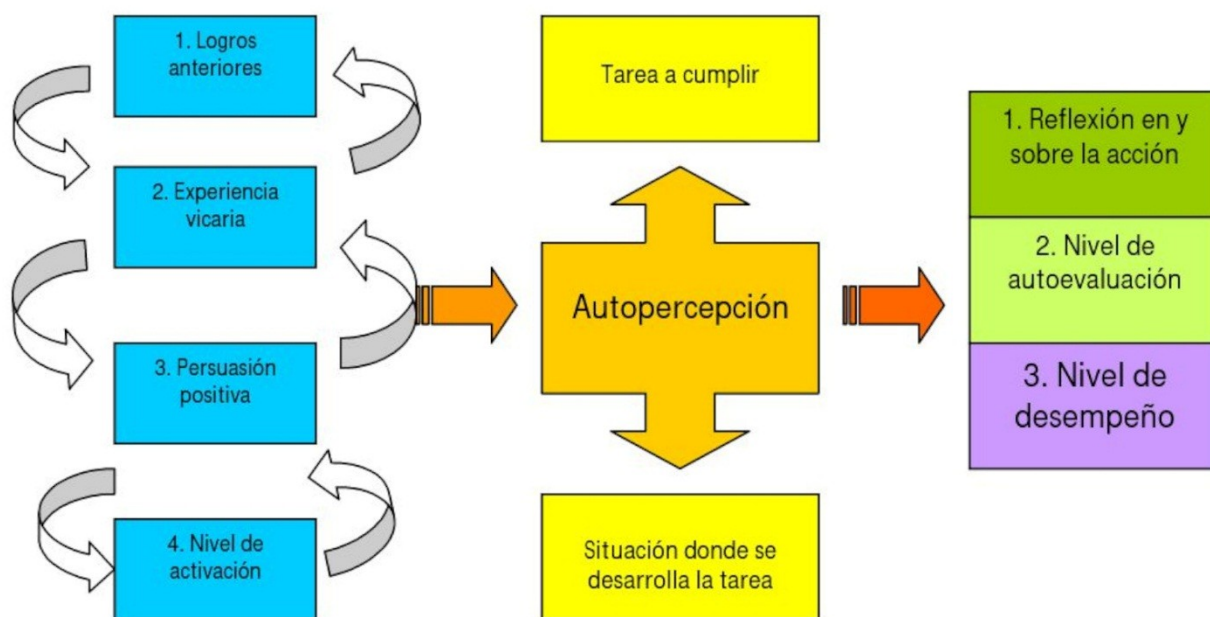 1. Logros
anteriores
2. Experiencia
vicaria
3. Persuasión
positiva
4. Nivel de
activación
Tarea a cumplir
Autopercepción
Situación donde se
desarrolla la tarea
1. Reflexión en y
sobre la acción
2. Nivel de
autoevaluación
3. Nivel de
desempeño